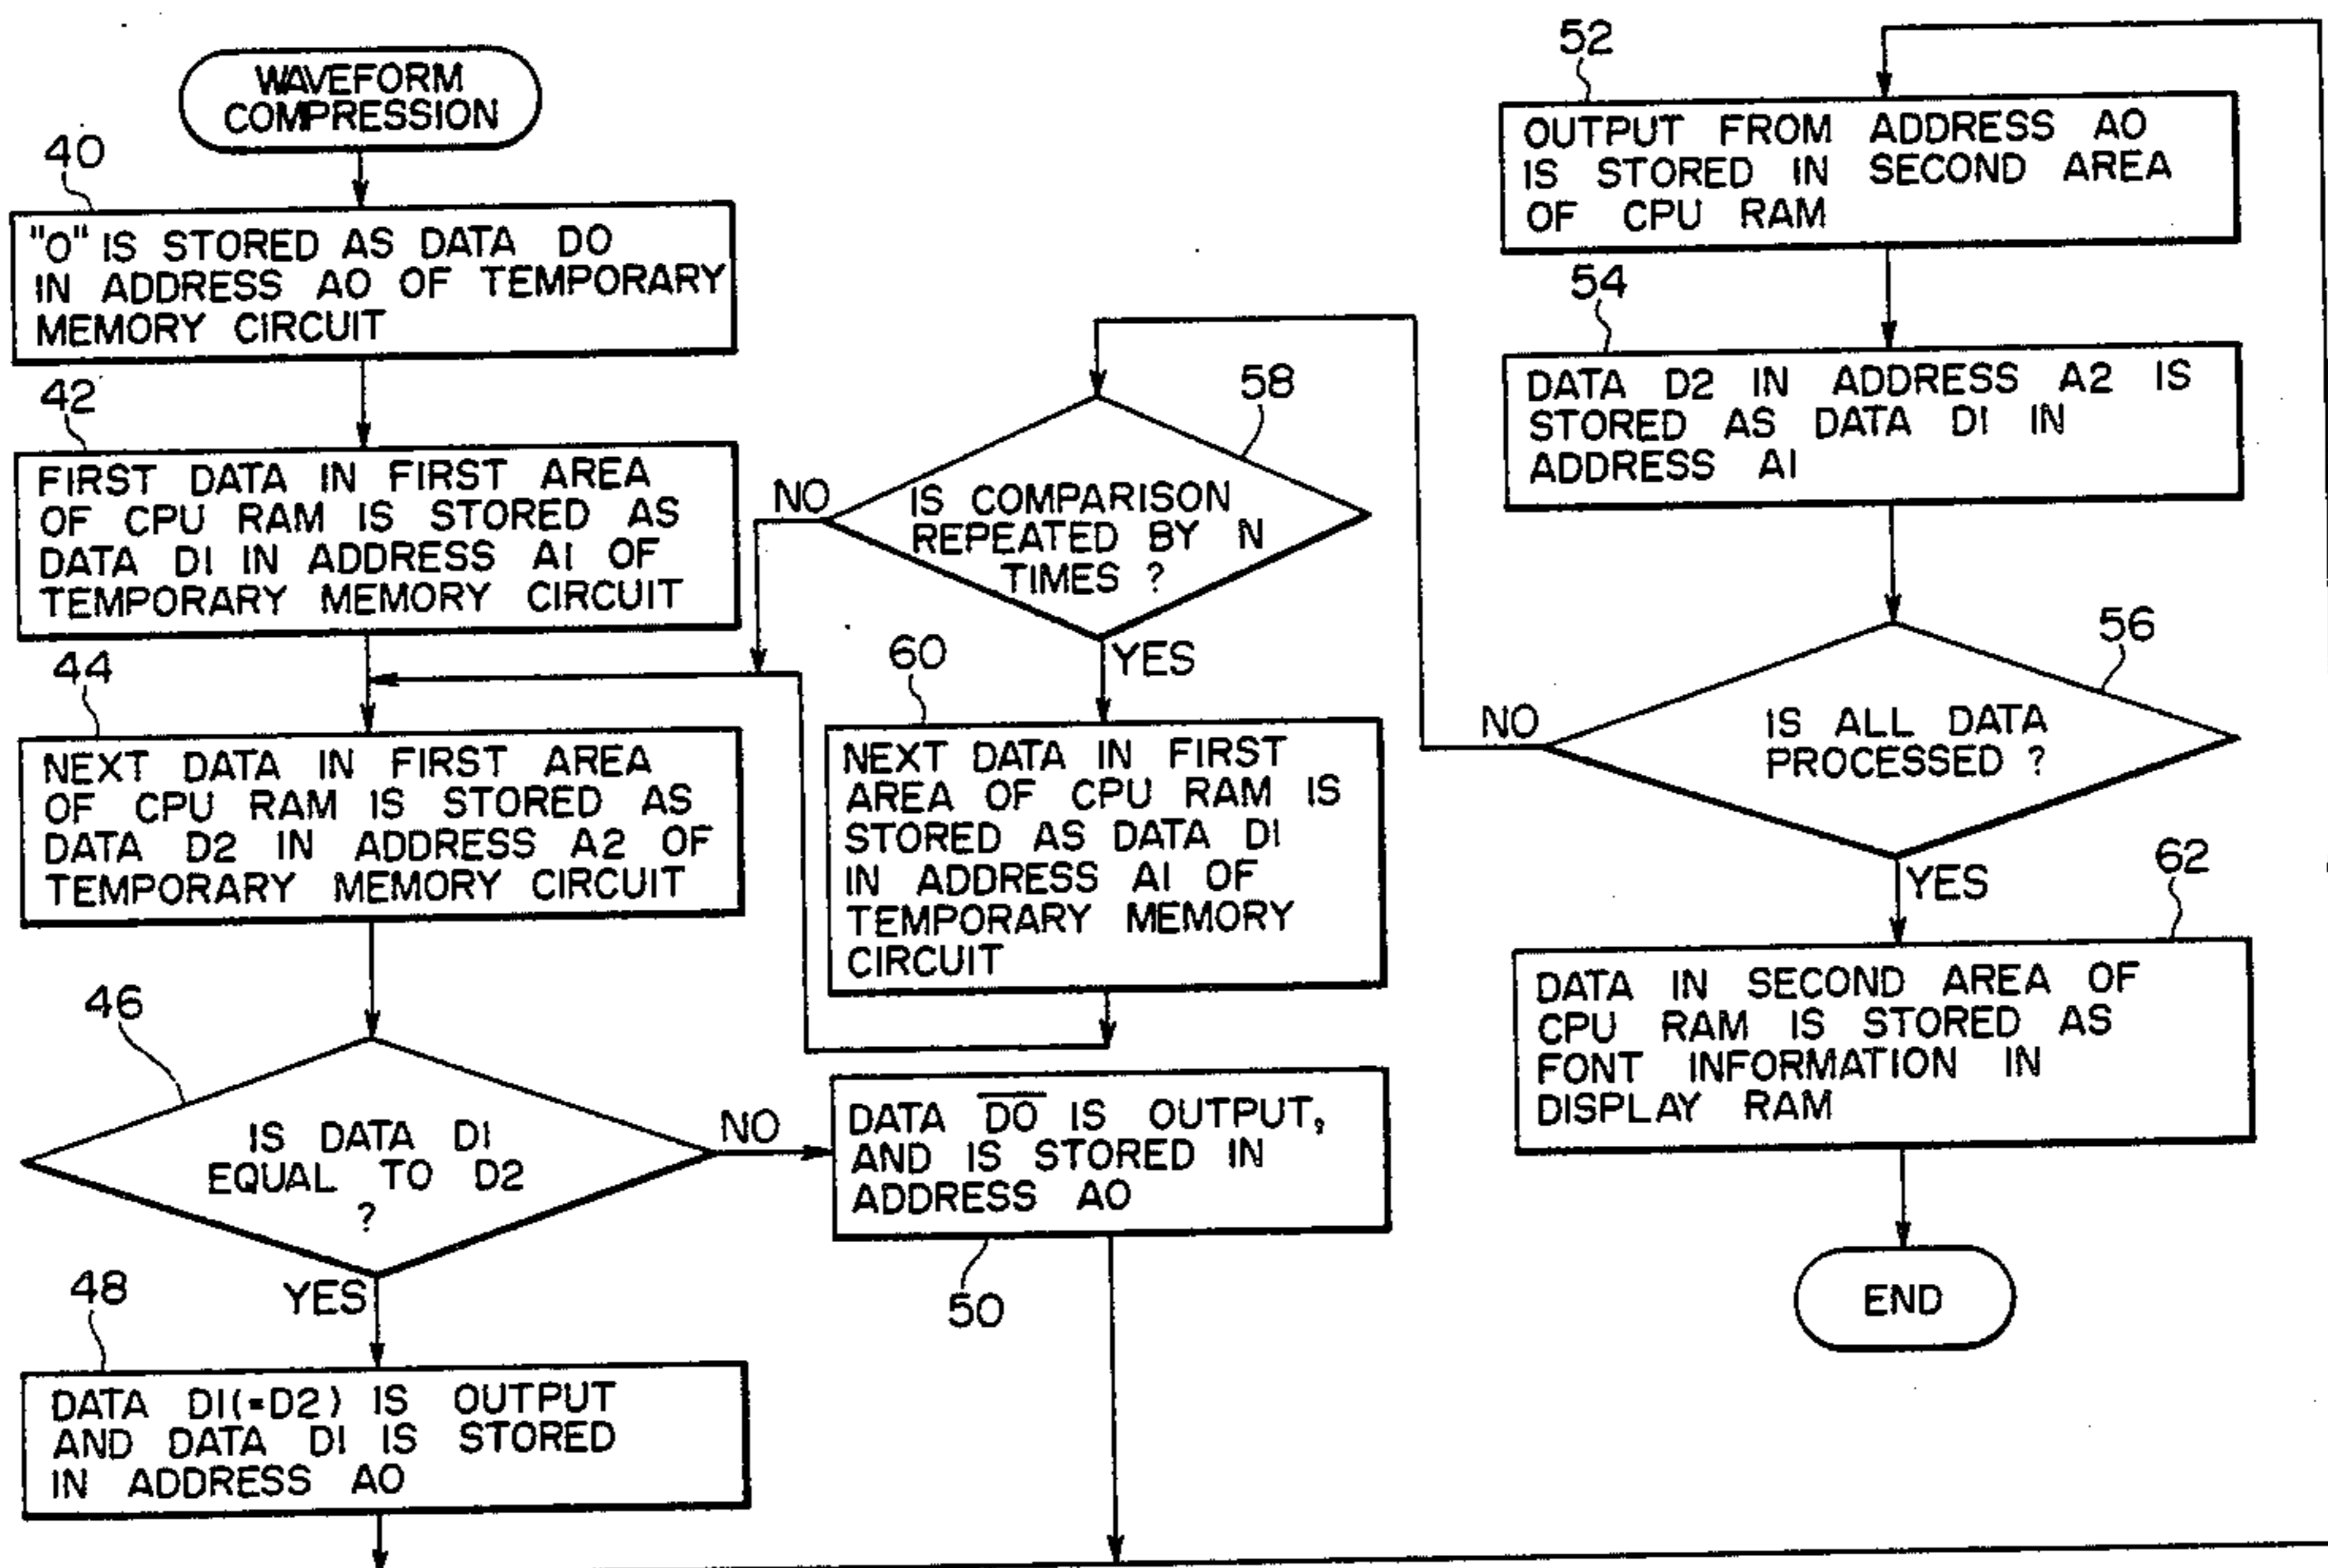 WAVEFORM
COMPRESSION
40
"0" IS STORED AS DATA D0
IN ADDRESS A0 OF TEMPORARY
MEMORY CIRCUIT
42
FIRST DATA IN FIRST AREA
OF CPU RAM IS STORED AS
DATA D1 IN ADDRESS A1 OF
TEMPORARY MEMORY CIRCUIT
44
NEXT DATA IN FIRST AREA
OF CPU RAM IS STORED AS
DATA D2 IN ADDRESS A2 OF
TEMPORARY MEMORY CIRCUIT
46
IS DATA D1
EQUAL TO D2
?
NO
YES
48
DATA D1(=D2) IS OUTPUT
AND DATA D1 IS STORED
IN ADDRESS A0
58
IS COMPARISON
REPEATED BY N
TIMES ?
NO
YES
60
NEXT DATA IN FIRST
AREA OF CPU RAM IS
STORED AS DATA D1
IN ADDRESS A1 OF
TEMPORARY MEMORY
CIRCUIT
DATA D̅0̅ IS OUTPUT,
AND IS STORED IN
ADDRESS A0
50
52
OUTPUT FROM ADDRESS A0
IS STORED IN SECOND AREA
OF CPU RAM
54
DATA D2 IN ADDRESS A2 IS
STORED AS DATA D1 IN
ADDRESS A1
56
IS ALL DATA
PROCESSED ?
NO
YES
62
DATA IN SECOND AREA OF
CPU RAM IS STORED AS
FONT INFORMATION IN
DISPLAY RAM
END